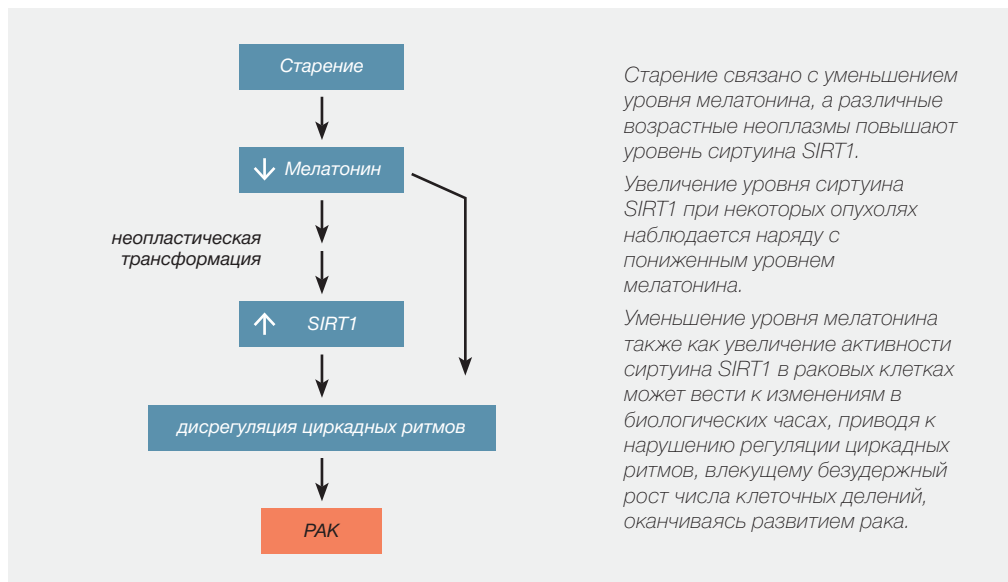 Старение
Мелатонин
неопластическая
трансформация
SIRT1
дисрегуляция циркадных ритмов
РАК
Старение связано с уменьшением
уровня мелатонина, а различные
возрастные неоплазмы повышают
уровень сиртуина SIRT1.
Увеличение уровня сиртуина
SIRT1 при некоторых опухолях
наблюдается наряду с
пониженным уровнем
мелатонина.
Уменьшение уровня мелатонина
также как увеличение активности
сиртуина SIRT1 в раковых клетках
может вести к изменениям в
биологических часах, приводя к
нарушению регуляции циркадных
ритмов, влекущему безудержный
рост числа клеточных делений,
оканчиваясь развитием рака.